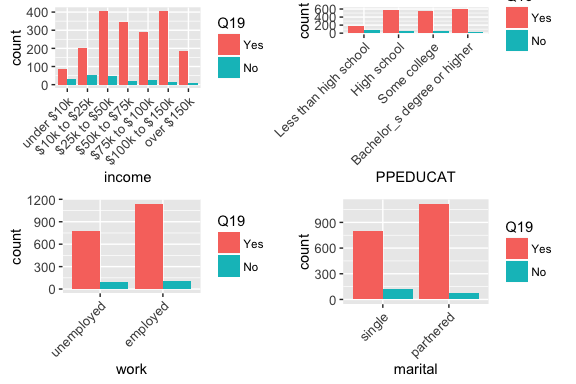 400
300
200
100
0
count
under $10k
$10k to $25k
$25k to $50k
$50k to $75k
$75k to $100k
$100k to $150k
over $150k
income
Q19
Yes
No
600
400
200
0
count
Less than high school
High school
Some college
Bachelor_s degree or higher
PPEDUCAT
Yes
No
1200
900
600
300
0
count
unemployed
employed
work
Q19
Yes
No
900
600
300
0
count
single
partnered
marital
Q19
Yes
No